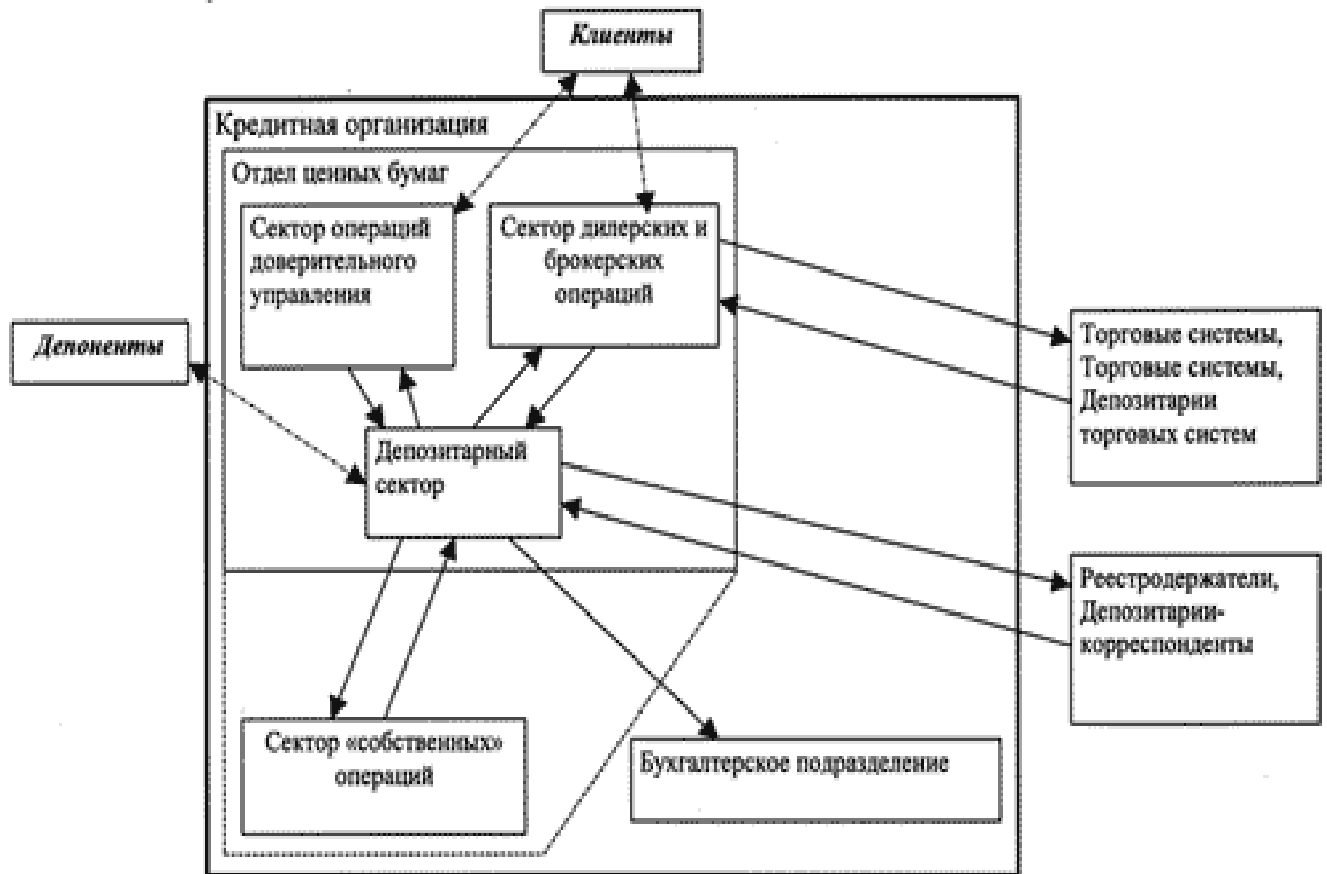 Клиенты
Кредитная организация
Отдел ценных бумаг
Сектор операций
доверительного
управления
Сектор дилерских и
брокерских
операций
Депоненты
Торговые системы,
Торговые системы,
Депозитарии
торговых систем
Депозитарный
сектор
Реестродержатели,
Депозитарии-
корреспонденты
Сектор «собственных»
операций
Бухгалтерское подразделение